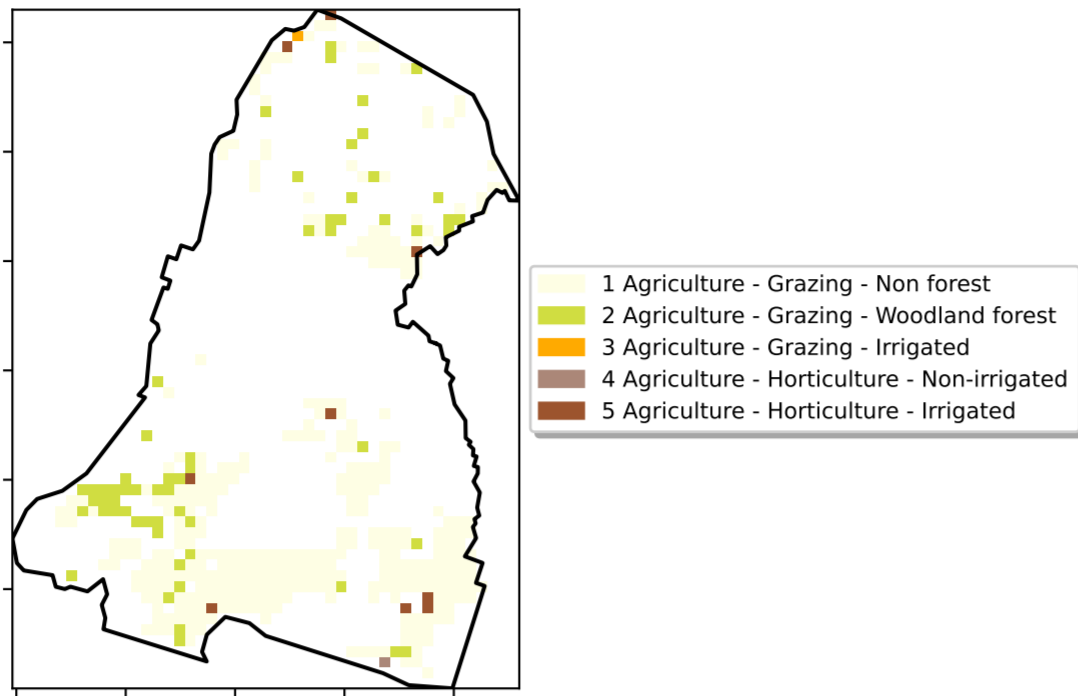 1 Agriculture - Grazing - Non forest
2 Agriculture - Grazing - Woodland forest
3 Agriculture - Grazing - Irrigated
4 Agriculture - Horticulture - Non-irrigated
5 Agriculture - Horticulture - Irrigated